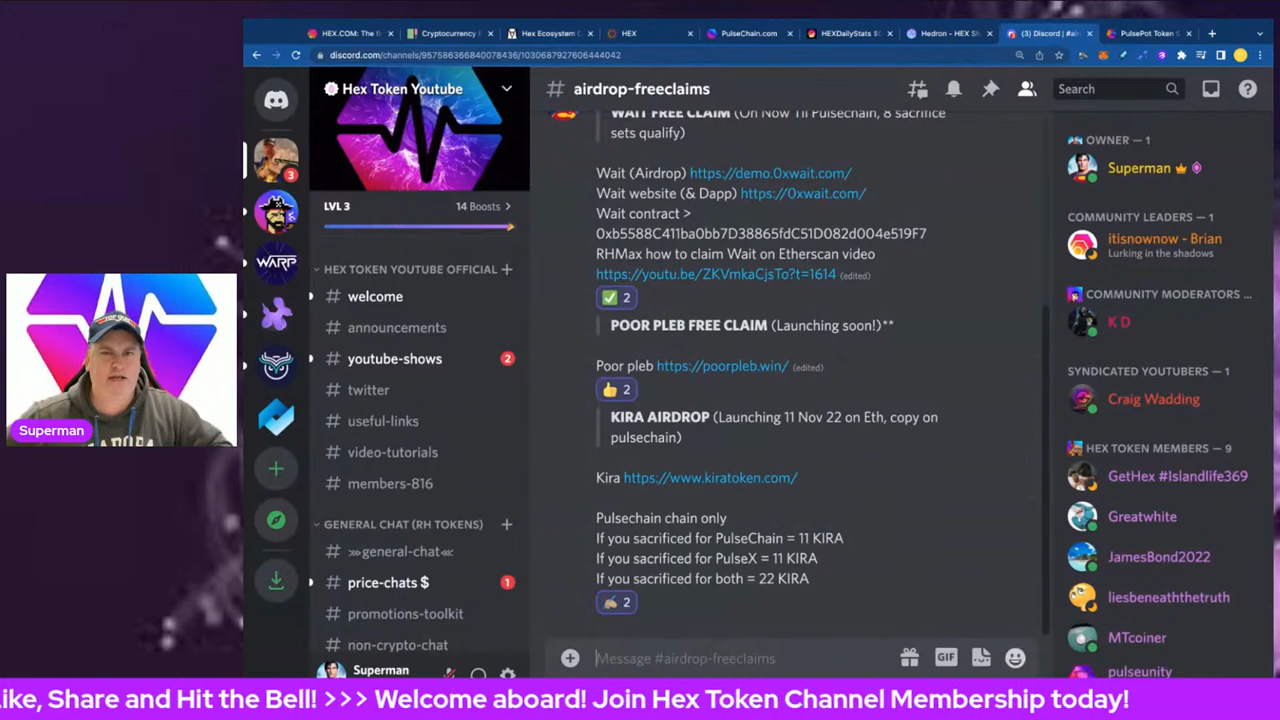 HEX.COM: The
Cryptocurrency
Hex Ecosystem
HEX
PulseChain.com
HEXDailyStats
Hedron - HEX
(3) Discord | #ai
PulsePot Token
discord.com/channels/957586366840078436/1030687927606444042
Hex Token Youtube
LVL 3
14 Boosts >
HEX TOKEN YOUTUBE OFFICIAL
# welcome
# announcements
# youtube-shows 2
# twitter
# useful-links
# video-tutorials
# members-816
GENERAL CHAT (RH TOKENS)
# ⋙general-chat⋘
# price-chats $ 1
# promotions-toolkit
# non-crypto-chat
Superman
3
WARP
# airdrop-freeclaims
Search
WAIT FREE CLAIM (On Now Til Pulsechain, 8 sacrifice
sets qualify)
Wait (Airdrop) https://demo.0xwait.com/
Wait website (& Dapp) https://0xwait.com/
Wait contract >
0xb5588C411ba0bb7D38865fdC51D082d004e519F7
RHMax how to claim Wait on Etherscan video
https://youtu.be/ZKVmkaCjsTo?t=1614 (edited)
2
POOR PLEB FREE CLAIM (Launching soon!)**
Poor pleb https://poorpleb.win/ (edited)
2
KIRA AIRDROP (Launching 11 Nov 22 on Eth, copy on
pulsechain)
Kira https://www.kiratoken.com/
Pulsechain chain only
If you sacrificed for PulseChain = 11 KIRA
If you sacrificed for PulseX = 11 KIRA
If you sacrificed for both = 22 KIRA
2
Message #airdrop-freeclaims
GIF
OWNER — 1
Superman
COMMUNITY LEADERS — 1
itisnownow - Brian
Lurking in the shadows
COMMUNITY MODERATORS ...
K D
SYNDICATED YOUTUBERS — 1
Craig Wadding
HEX TOKEN MEMBERS — 9
GetHex #Islandlife369
Greatwhite
JamesBond2022
liesbeneaththetruth
MTcoiner
pulseunity
Superman
Like, Share and Hit the Bell! >>> Welcome aboard! Join Hex Token Channel Membership today!